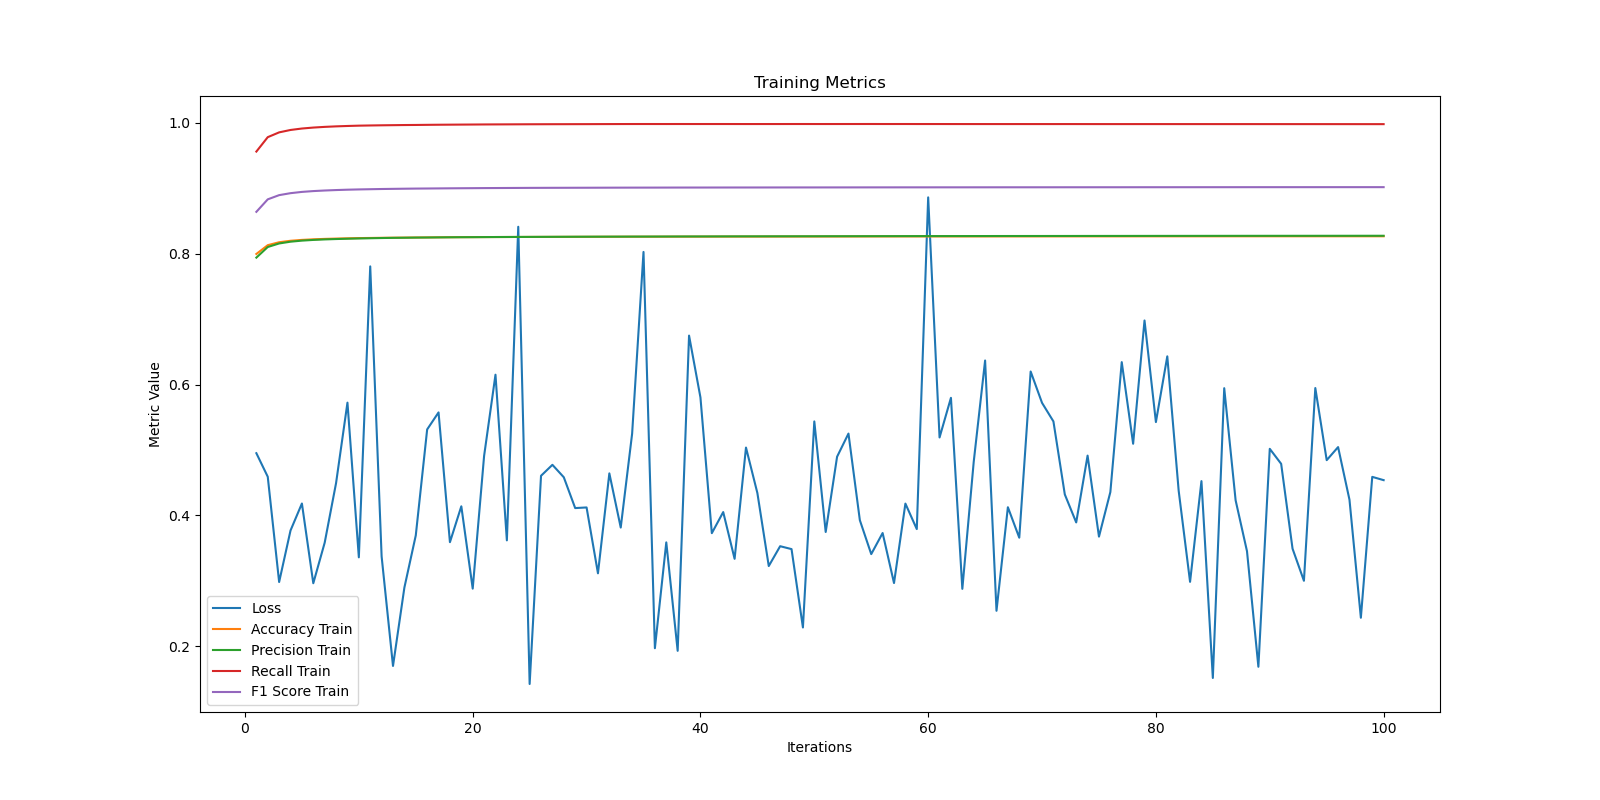 Training Metrics
1.0
0.8
0.6
0.4
0.2
Metric Value
Loss
Accuracy Train
Precision Train
Recall Train
F1 Score Train
0
20
40
60
80
100
Iterations